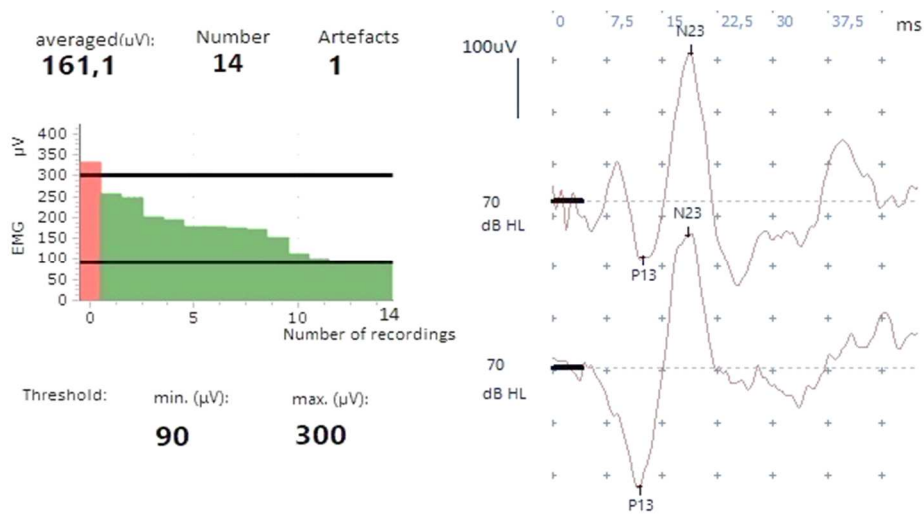 averaged(uV): Number Artefacts
161,1 14 1
µV
EMG
400
350
300
250
200
150
100
50
0
0 5 10 14
Number of recordings
Threshold: min. (µV): max. (µV):
90 300
0 7,5 15 22,5 30 37,5 ms
100uV
N23
70
dB HL
P13
N23
70
dB HL
P13